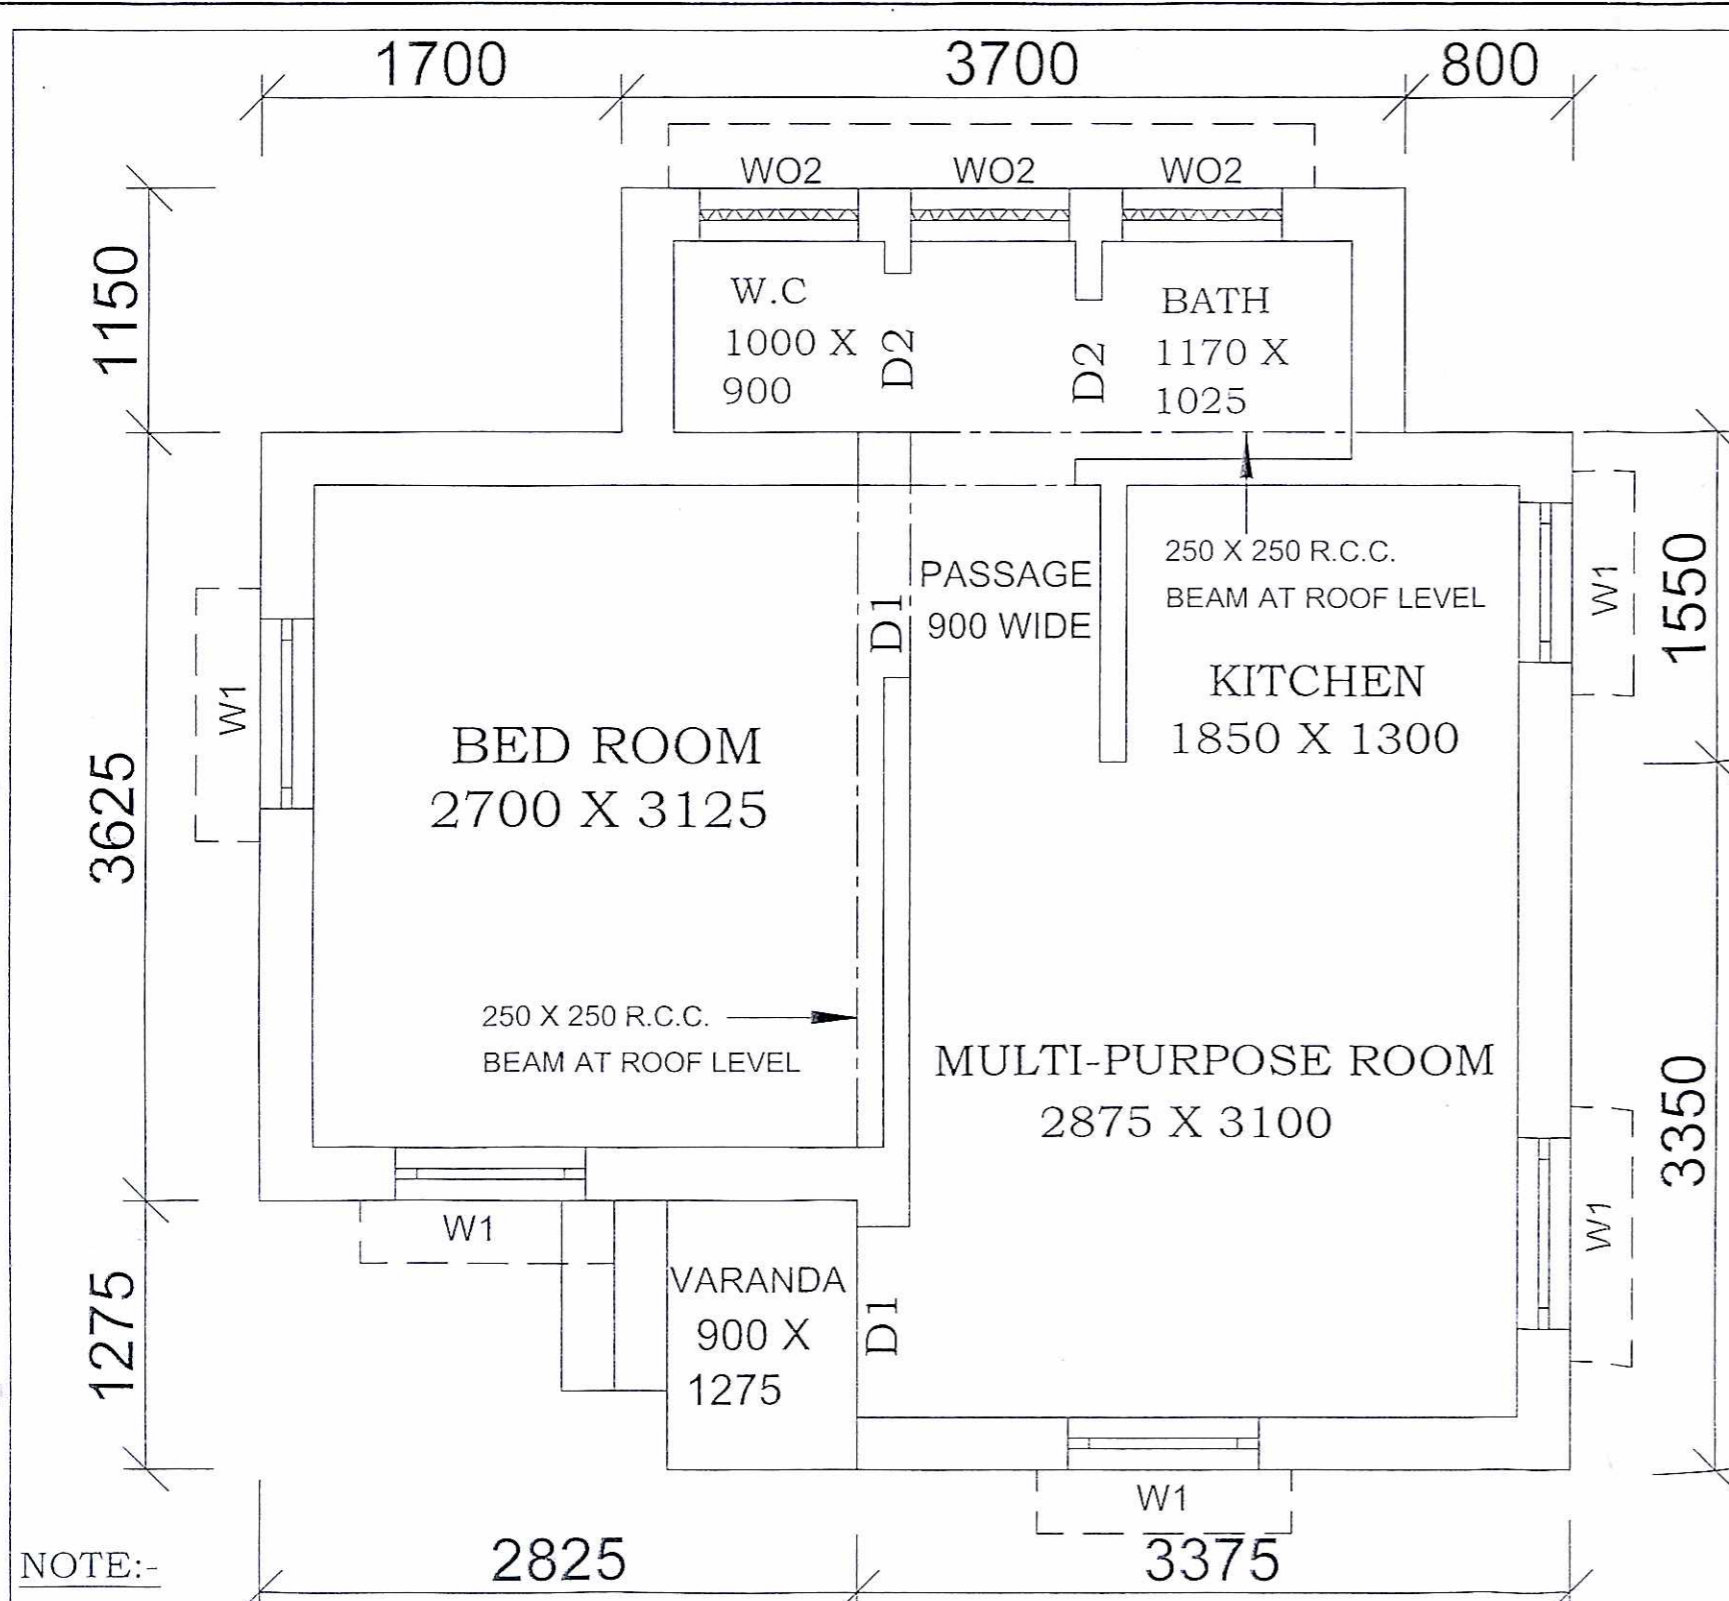 1700
3700
800
WO2
WO2
WO2
1150
W.C
1000 X
900
D2
D2
BATH
1170 X
1025
250 X 250 R.C.C.
BEAM AT ROOF LEVEL
PASSAGE
900 WIDE
D1
W1
1550
KITCHEN
1850 X 1300
W1
BED ROOM
2700 X 3125
3625
250 X 250 R.C.C.
BEAM AT ROOF LEVEL
MULTI-PURPOSE ROOM
2875 X 3100
3350
W1
W1
VARANDA
900 X
1275
D1
1275
W1
NOTE:-
2825
3375